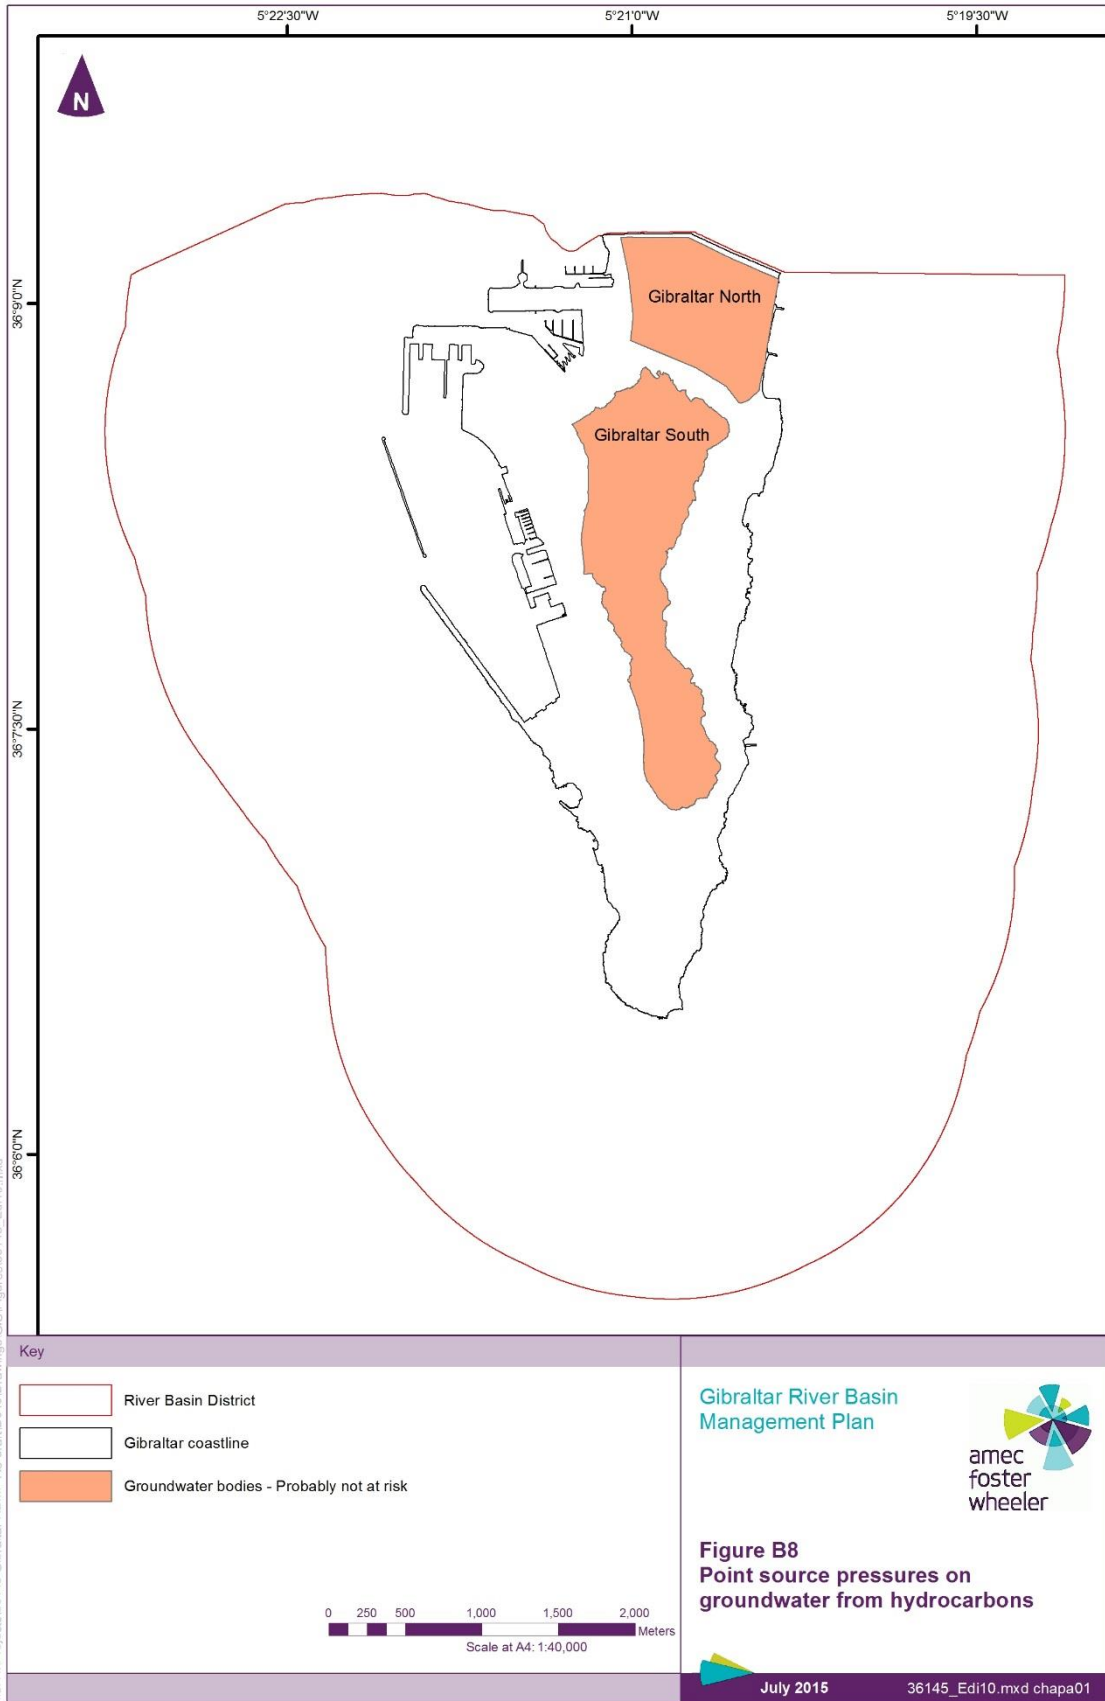 5°22'30"W 5°21'0"W 5°19'30"W
N
36°9'0"N
Gibraltar North
Gibraltar South
36°7'30"N
36°6'0"N
Key
River Basin District
Gibraltar coastline
Groundwater bodies - Probably not at risk
0 250 500 1,000 1,500 2,000
Meters
Scale at A4: 1:40,000
Gibraltar River Basin
Management Plan
amec
foster
wheeler
Figure B8
Point source pressures on
groundwater from hydrocarbons
July 2015 36145_Edi10.mxd chapa01